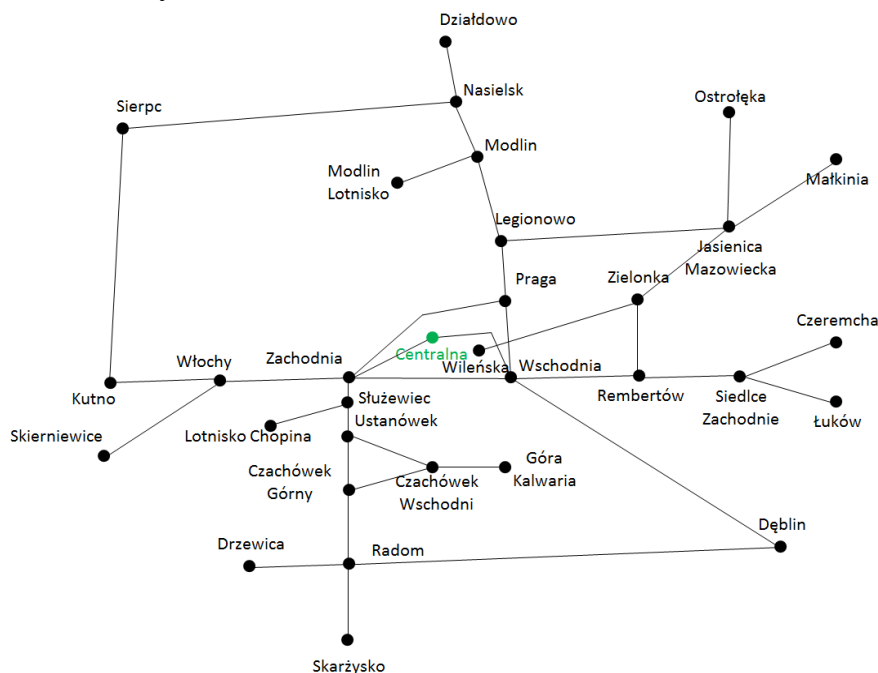 Działdowo
Nasielsk
Sierpc
Ostrołęka
Modlin
Modlin
Lotnisko
Małkinia
Legionowo
Jasienica
Mazowiecka
Praga
Zielonka
Czeremcha
Centralna
Zachodnia
Włochy
Wileńska
Wschodnia
Kutno
Służewiec
Rembertów
Siedlce
Zachodnie
Łuków
Ustanówek
Skierniewice
Lotnisko Chopina
Czachówek
Górny
Czachówek
Wschodni
Góra
Kalwaria
Dęblin
Drzewica
Radom
Skarżysko